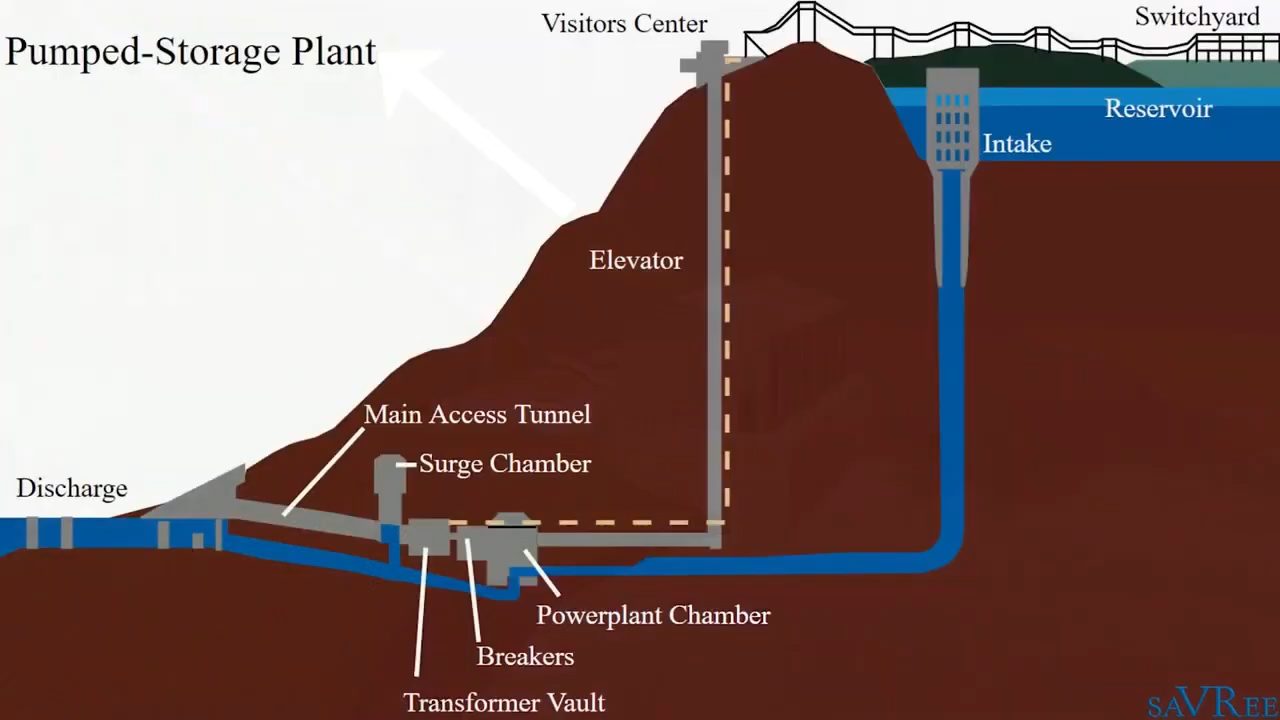 Visitors Center
Switchyard
Pumped-Storage Plant
Reservoir
Intake
Elevator
Main Access Tunnel
Surge Chamber
Discharge
Powerplant Chamber
Breakers
Transformer Vault
saVRee